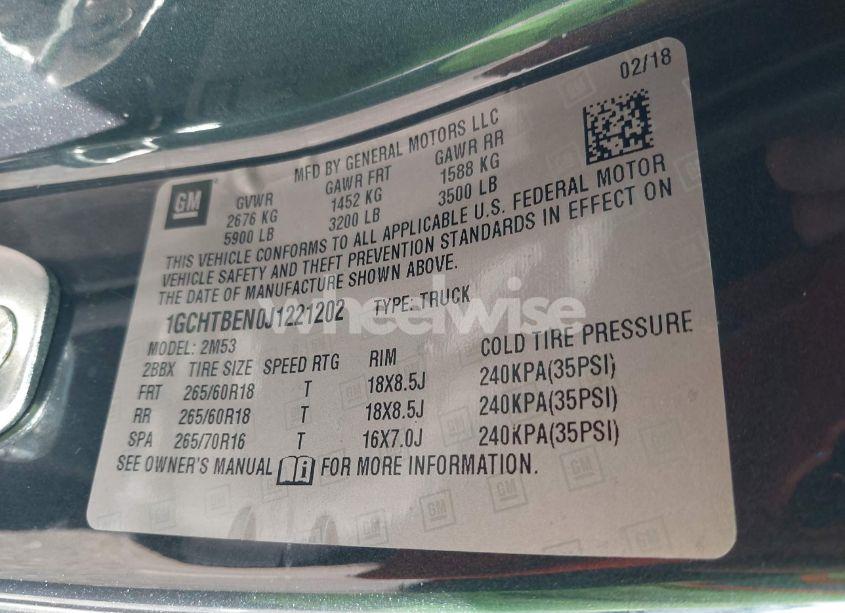 02/18
MFD BY GENERAL MOTORS LLC
GM
GVWR GAWR FRT GAWR RR
2676 KG 1452 KG 1588 KG
5900 LB 3200 LB 3500 LB
THIS VEHICLE CONFORMS TO ALL APPLICABLE U.S. FEDERAL MOTOR
VEHICLE SAFETY AND THEFT PREVENTION STANDARDS IN EFFECT ON
THE DATE OF MANUFACTURE SHOWN ABOVE.
1GCHTBEN0J1221202 TYPE: TRUCK
wheelwise
MODEL: 2M53
2BBX TIRE SIZE SPEED RTG RIM COLD TIRE PRESSURE
FRT 265/60R18 T 18X8.5J 240KPA(35PSI)
RR 265/60R18 T 18X8.5J 240KPA(35PSI)
SPA 265/70R16 T 16X7.0J 240KPA(35PSI)
SEE OWNER'S MANUAL FOR MORE INFORMATION.